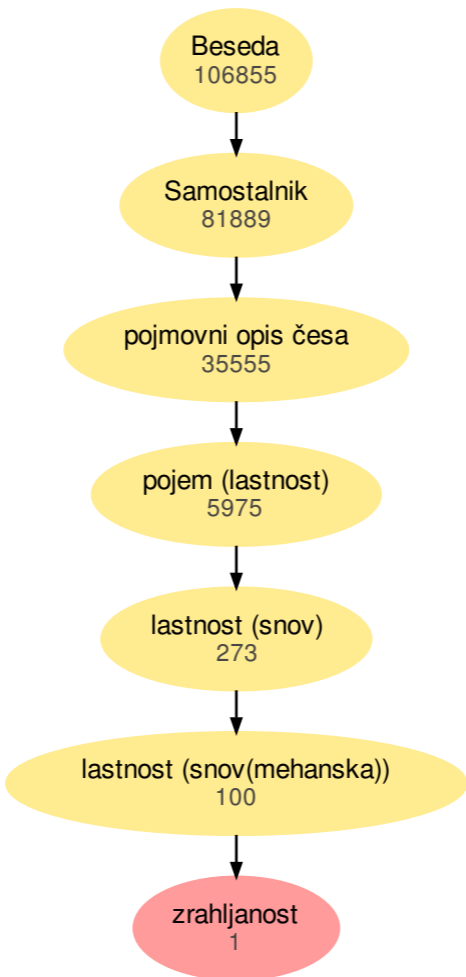 Beseda
106855
Samostalnik
81889
pojmovni opis česa
35555
pojem (lastnost)
5975
lastnost (snov)
273
lastnost (snov(mehanska))
100
zrahljanost
1